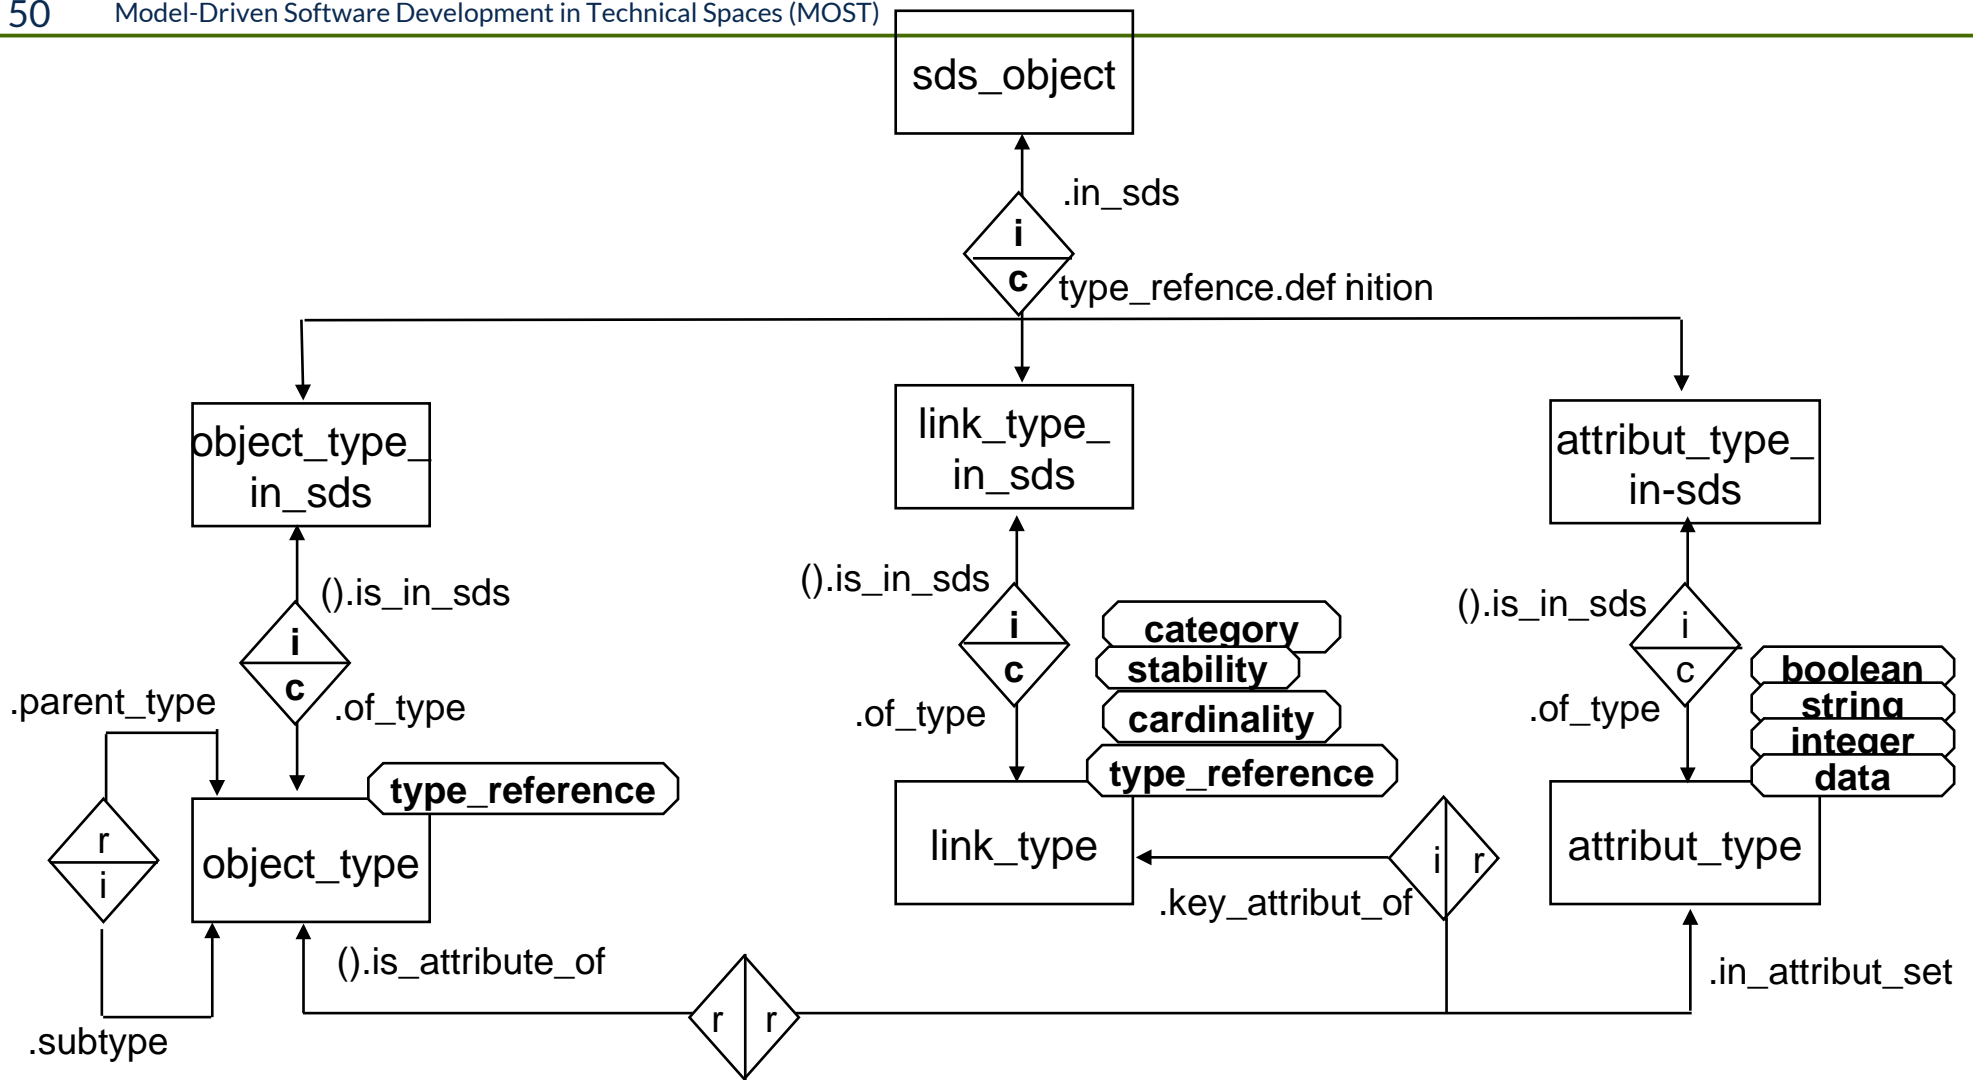 50 Model-Driven Software Development in Technical Spaces (MOST)
sds_object
.in_sds
i
c
type_refence.def inition
object_type_
in_sds
link_type_
in_sds
attribut_type_
in-sds
().is_in_sds
i
c
.of_type
().is_in_sds
i
c
.of_type
category
stability
cardinality
type_reference
().is_in_sds
i
c
.of_type
boolean
string
integer
data
.parent_type
r
i
.subtype
type_reference
object_type
link_type
i r
.key_attribut_of
attribut_type
().is_attribute_of
r r
.in_attribut_set